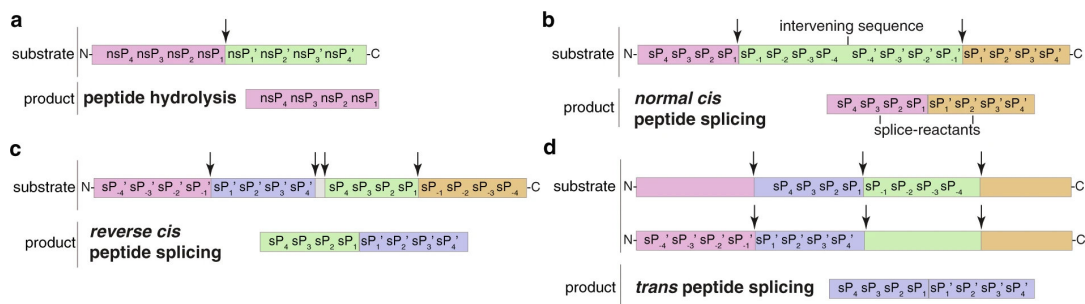 a
substrate N- nsP₄ nsP₃ nsP₂ nsP₁ nsP₁' nsP₂' nsP₃' nsP₄' -C
product peptide hydrolysis nsP₄ nsP₃ nsP₂ nsP₁
b
intervening sequence
substrate N- sP₄ sP₃ sP₂ sP₁ sP₋₁ sP₋₂ sP₋₃ sP₋₄ sP₋₄' sP₋₃' sP₋₂' sP₋₁' sP₁' sP₂' sP₃' sP₄' -C
product normal cis peptide splicing sP₄ sP₃ sP₂ sP₁ sP₁' sP₂' sP₃' sP₄'
splice-reactants
c
substrate N- sP₋₄' sP₋₃' sP₋₂' sP₋₁' sP₁' sP₂' sP₃' sP₄' sP₄ sP₃ sP₂ sP₁ sP₋₁ sP₋₂ sP₋₃ sP₋₄ -C
product reverse cis peptide splicing sP₄ sP₃ sP₂ sP₁ sP₁' sP₂' sP₃' sP₄'
d
substrate N- sP₄ sP₃ sP₂ sP₁ sP₋₁ sP₋₂ sP₋₃ sP₋₄ -C
N- sP₋₄' sP₋₃' sP₋₂' sP₋₁' sP₁' sP₂' sP₃' sP₄' -C
product trans peptide splicing sP₄ sP₃ sP₂ sP₁ sP₁' sP₂' sP₃' sP₄'